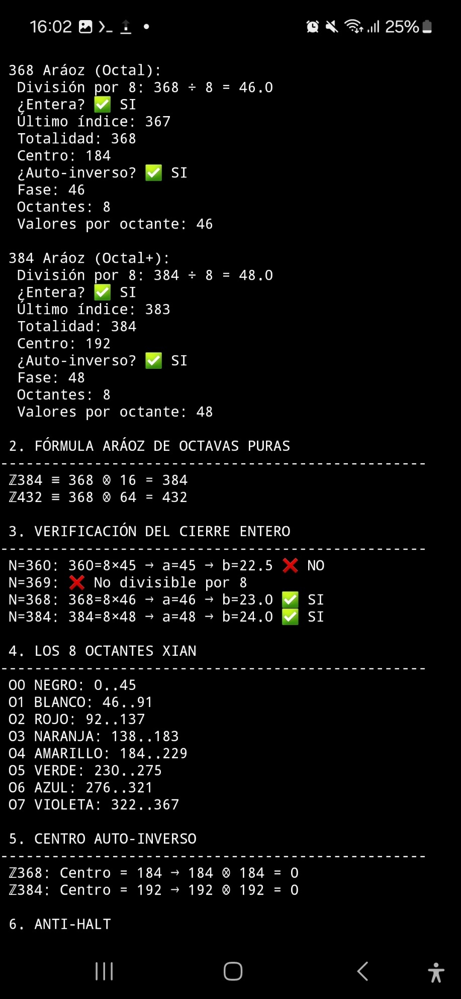 16:02 25%
368 Aráoz (Octal):
División por 8: 368 ÷ 8 = 46.0
¿Entera? ✅ SI
Último índice: 367
Totalidad: 368
Centro: 184
¿Auto-inverso? ✅ SI
Fase: 46
Octantes: 8
Valores por octante: 46
384 Aráoz (Octal+):
División por 8: 384 ÷ 8 = 48.0
¿Entera? ✅ SI
Último índice: 383
Totalidad: 384
Centro: 192
¿Auto-inverso? ✅ SI
Fase: 48
Octantes: 8
Valores por octante: 48
2. FÓRMULA ARÁOZ DE OCTAVAS PURAS
--------------------------------------------------
ℤ384 ≡ 368 ⊗ 16 = 384
ℤ432 ≡ 368 ⊗ 64 = 432
3. VERIFICACIÓN DEL CIERRE ENTERO
--------------------------------------------------
N=360: 360=8×45 → a=45 → b=22.5 ❌ NO
N=369: ❌ No divisible por 8
N=368: 368=8×46 → a=46 → b=23.0 ✅ SI
N=384: 384=8×48 → a=48 → b=24.0 ✅ SI
4. LOS 8 OCTANTES XIAN
--------------------------------------------------
O0 NEGRO: 0..45
O1 BLANCO: 46..91
O2 ROJO: 92..137
O3 NARANJA: 138..183
O4 AMARILLO: 184..229
O5 VERDE: 230..275
O6 AZUL: 276..321
O7 VIOLETA: 322..367
5. CENTRO AUTO-INVERSO
--------------------------------------------------
ℤ368: Centro = 184 → 184 ⊗ 184 = 0
ℤ384: Centro = 192 → 192 ⊗ 192 = 0
6. ANTI-HALT